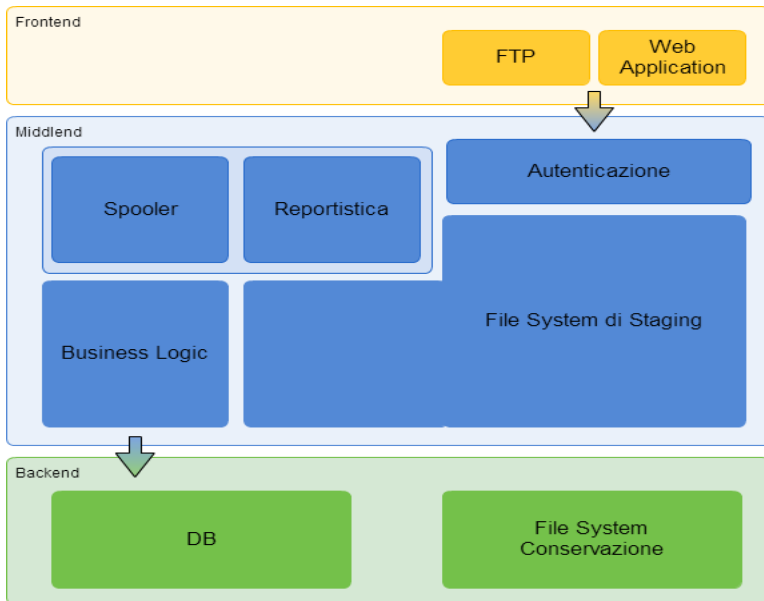 Frontend
FTP
Web
Application
Middlend
Autenticazione
Spooler
Reportistica
File System di Staging
Business Logic
Backend
DB
File System
Conservazione